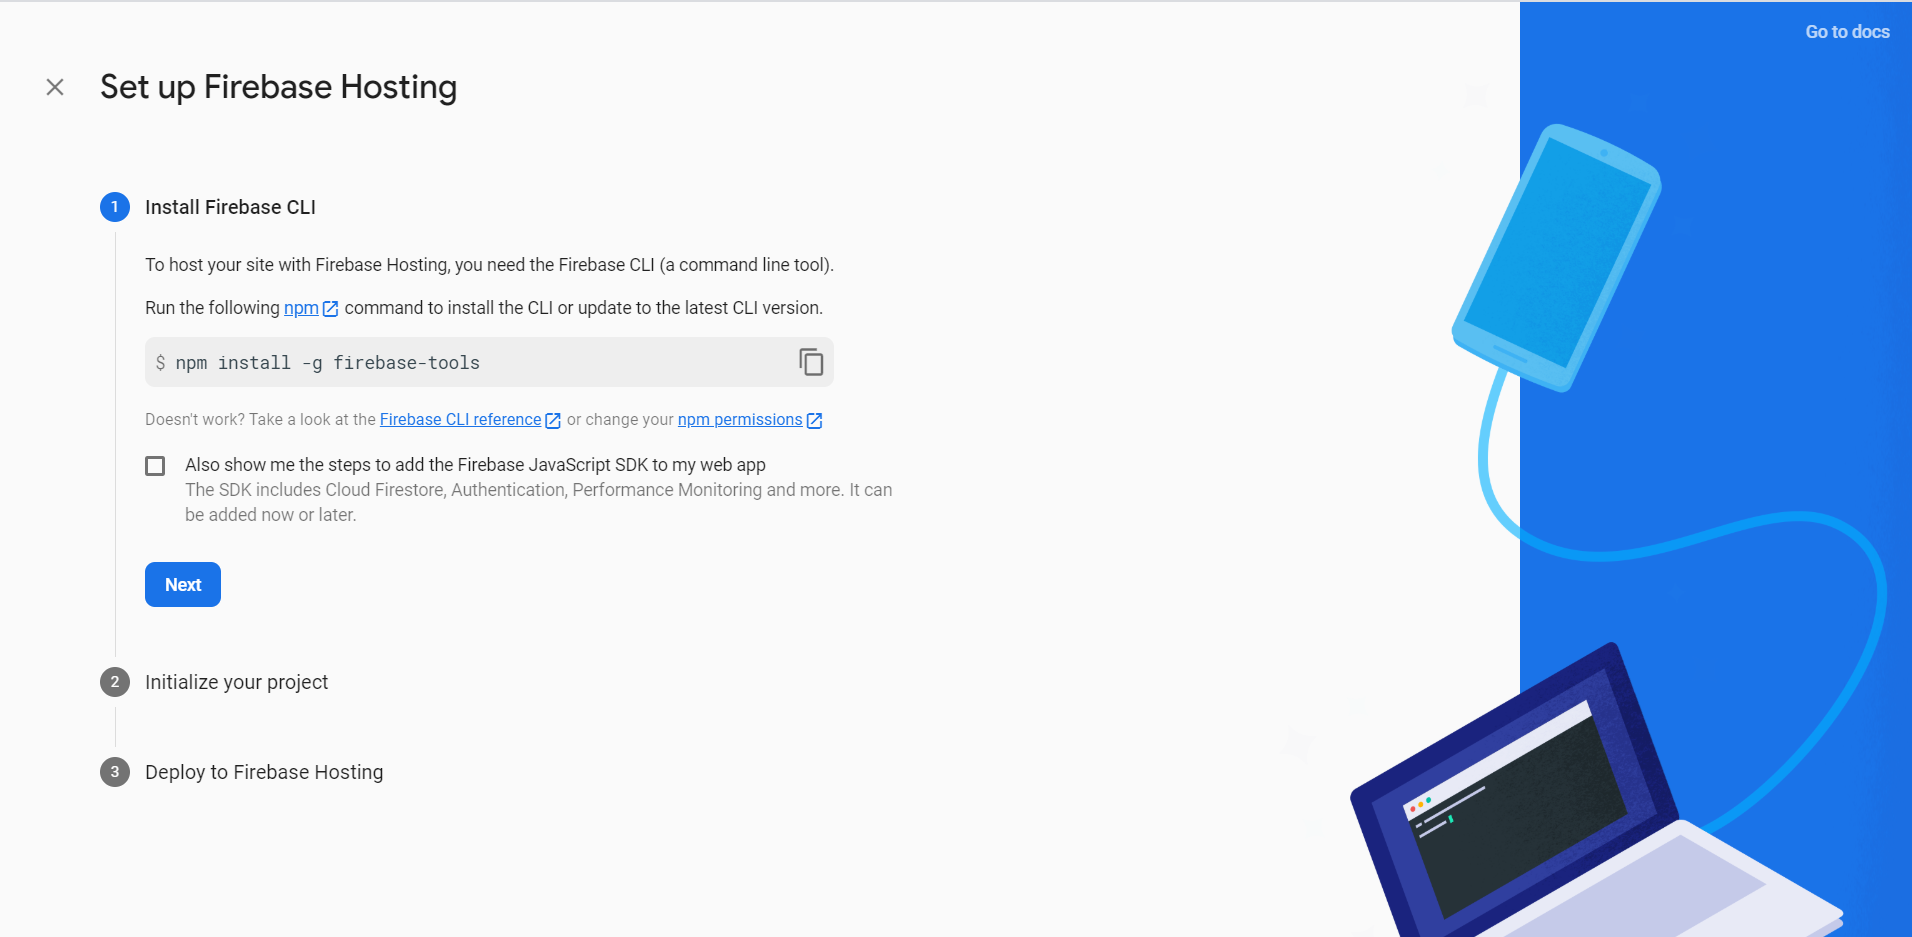 Go to docs
Set up Firebase Hosting
1 Install Firebase CLI
To host your site with Firebase Hosting, you need the Firebase CLI (a command line tool).
Run the following npm command to install the CLI or update to the latest CLI version.
$ npm install -g firebase-tools
Doesn't work? Take a look at the Firebase CLI reference or change your npm permissions
Also show me the steps to add the Firebase JavaScript SDK to my web app
The SDK includes Cloud Firestore, Authentication, Performance Monitoring and more. It can
be added now or later.
Next
2 Initialize your project
3 Deploy to Firebase Hosting